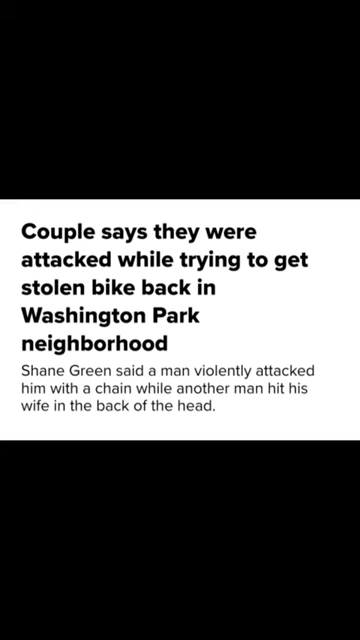 Couple says they were
attacked while trying to get
stolen bike back in
Washington Park
neighborhood
Shane Green said a man violently attacked
him with a chain while another man hit his
wife in the back of the head.